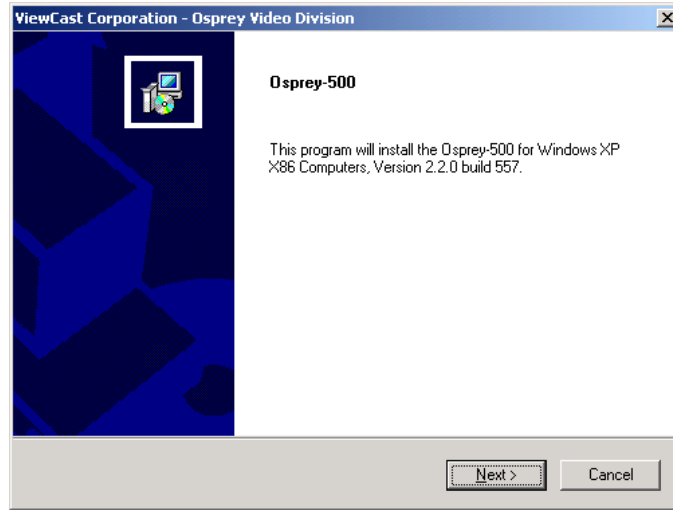 ViewCast Corporation - Osprey Video Division
Osprey-500
This program will install the Osprey-500 for Windows XP
X86 Computers, Version 2.2.0 build 557.
Next >
Cancel